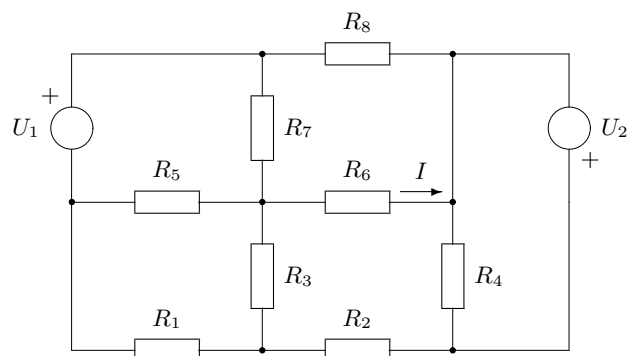 R₈
+
U₁ R₇ U₂
+
R₅ R₆ I
R₃ R₄
R₁ R₂